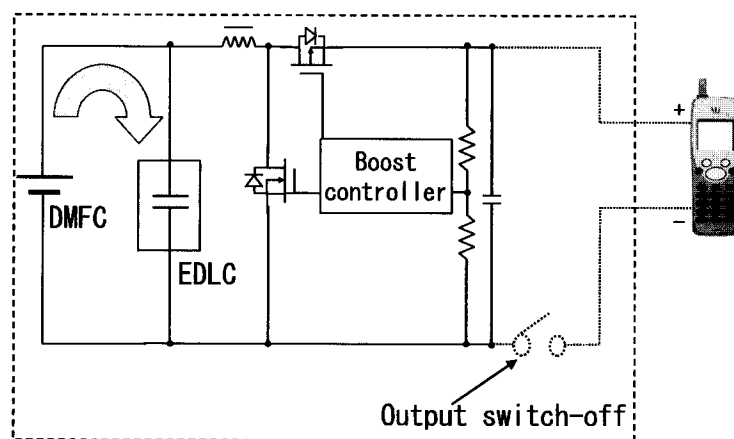 +
Boost
controller
DMFC
EDLC
−
Output switch-off